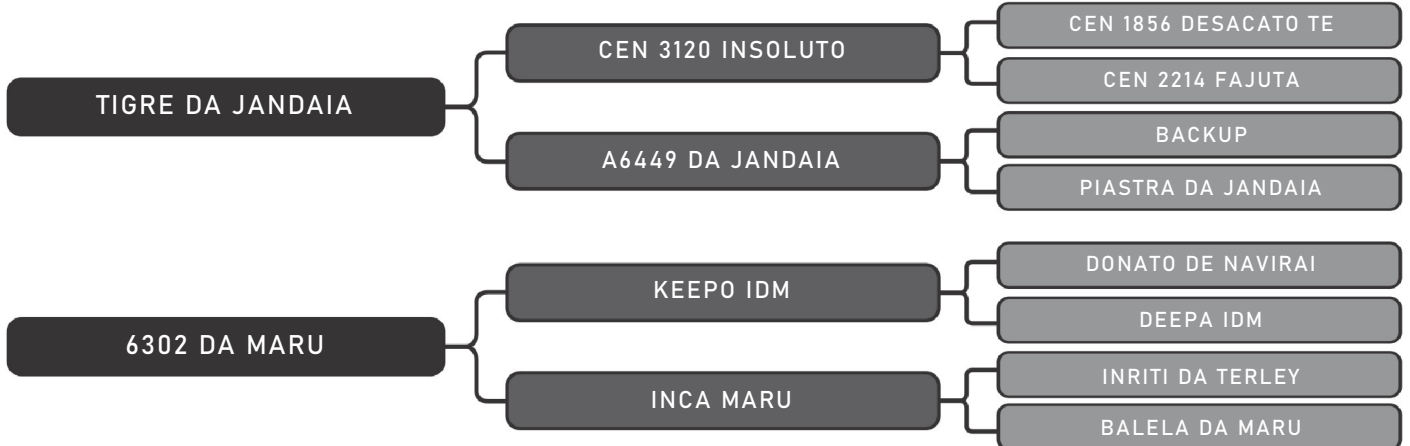 TIGRE DA JANDAIA
CEN 3120 INSOLUTO
CEN 1856 DESACATO TE
CEN 2214 FAJUTA
A6449 DA JANDAIA
BACKUP
PIASTRA DA JANDAIA
6302 DA MARU
KEEPO IDM
DONATO DE NAVIRAI
DEEPA IDM
INCA MARU
INRITI DA TERLEY
BALELA DA MARU